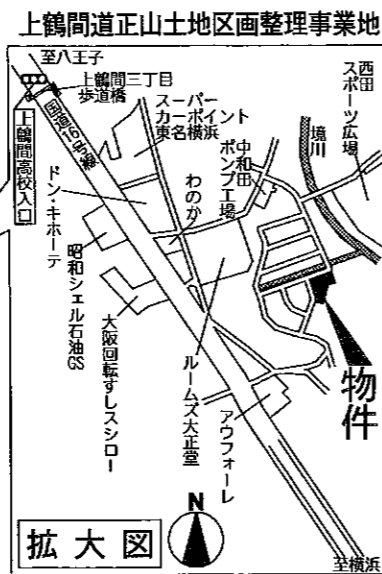 上鶴間道正山土地区画整理事業地
至八王子
上鶴間三丁目
歩道橋
上鶴間高校入口
国道16号線
スーパー
カーポイント
東名横浜
西田
スポーツ広場
境川
中和田
ポンプ工場
わのか
ドン・キホーテ
昭和シェル石油GS
大阪回転すしスシロー
ルームズ大正堂
アウフォーレ
物件
N
拡大図
至横浜